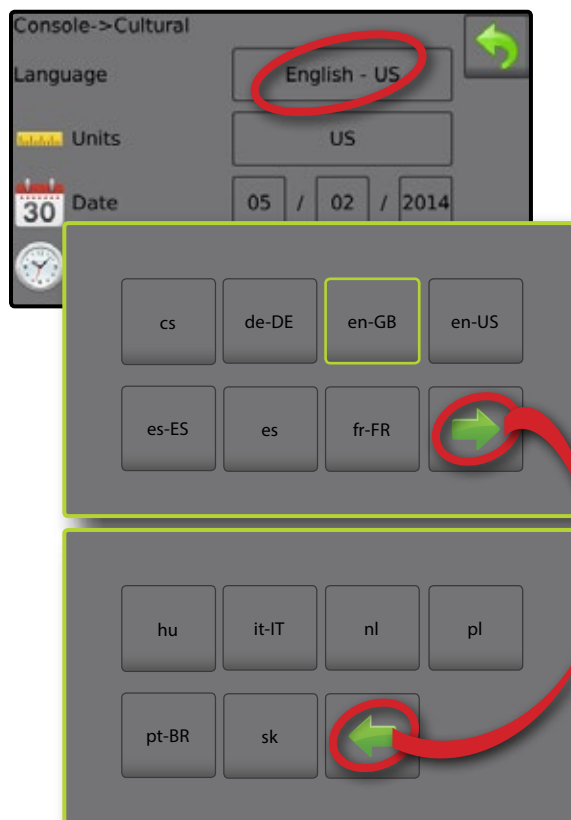 Console->Cultural
Language English - US
Units US
30 Date 05 / 02 / 2014
cs de-DE en-GB en-US
es-ES es fr-FR
hu it-IT nl pl
pt-BR sk